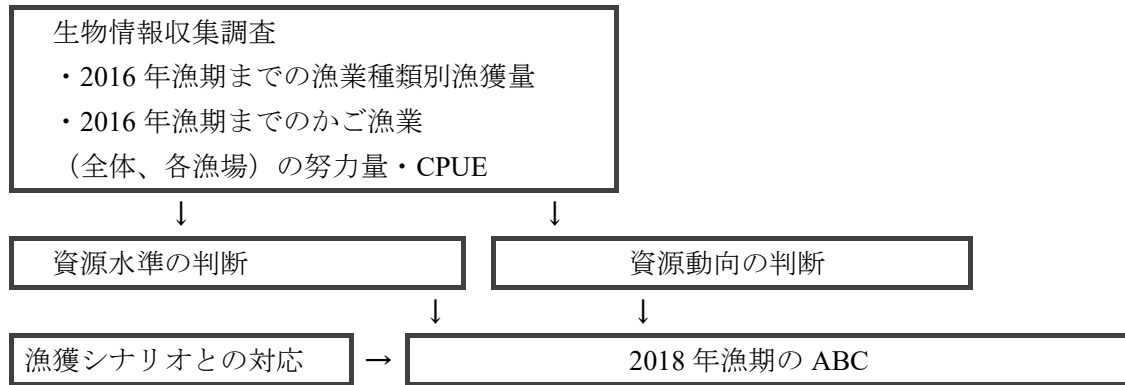 生物情報収集調査
・2016 年漁期までの漁業種類別漁獲量
・2016 年漁期までのかご漁業
（全体、各漁場）の努力量・CPUE
↓ ↓
資源水準の判断 資源動向の判断
↓ ↓
漁獲シナリオとの対応 → 2018 年漁期の ABC